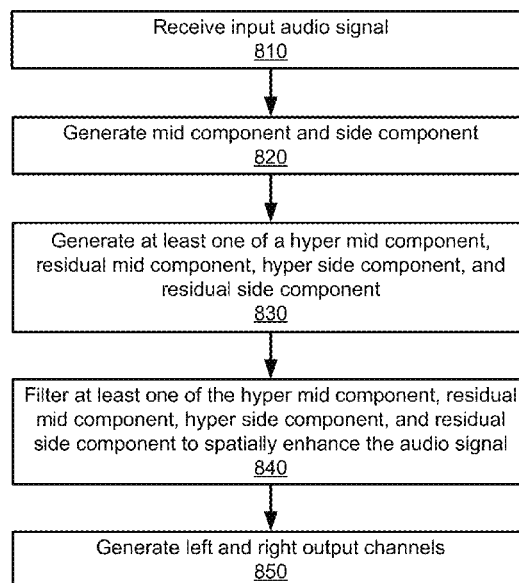 Receive input audio signal
810
Generate mid component and side component
820
Generate at least one of a hyper mid component,
residual mid component, hyper side component, and
residual side component
830
Filter at least one of the hyper mid component, residual
mid component, hyper side component, and residual
side component to spatially enhance the audio signal
840
Generate left and right output channels
850